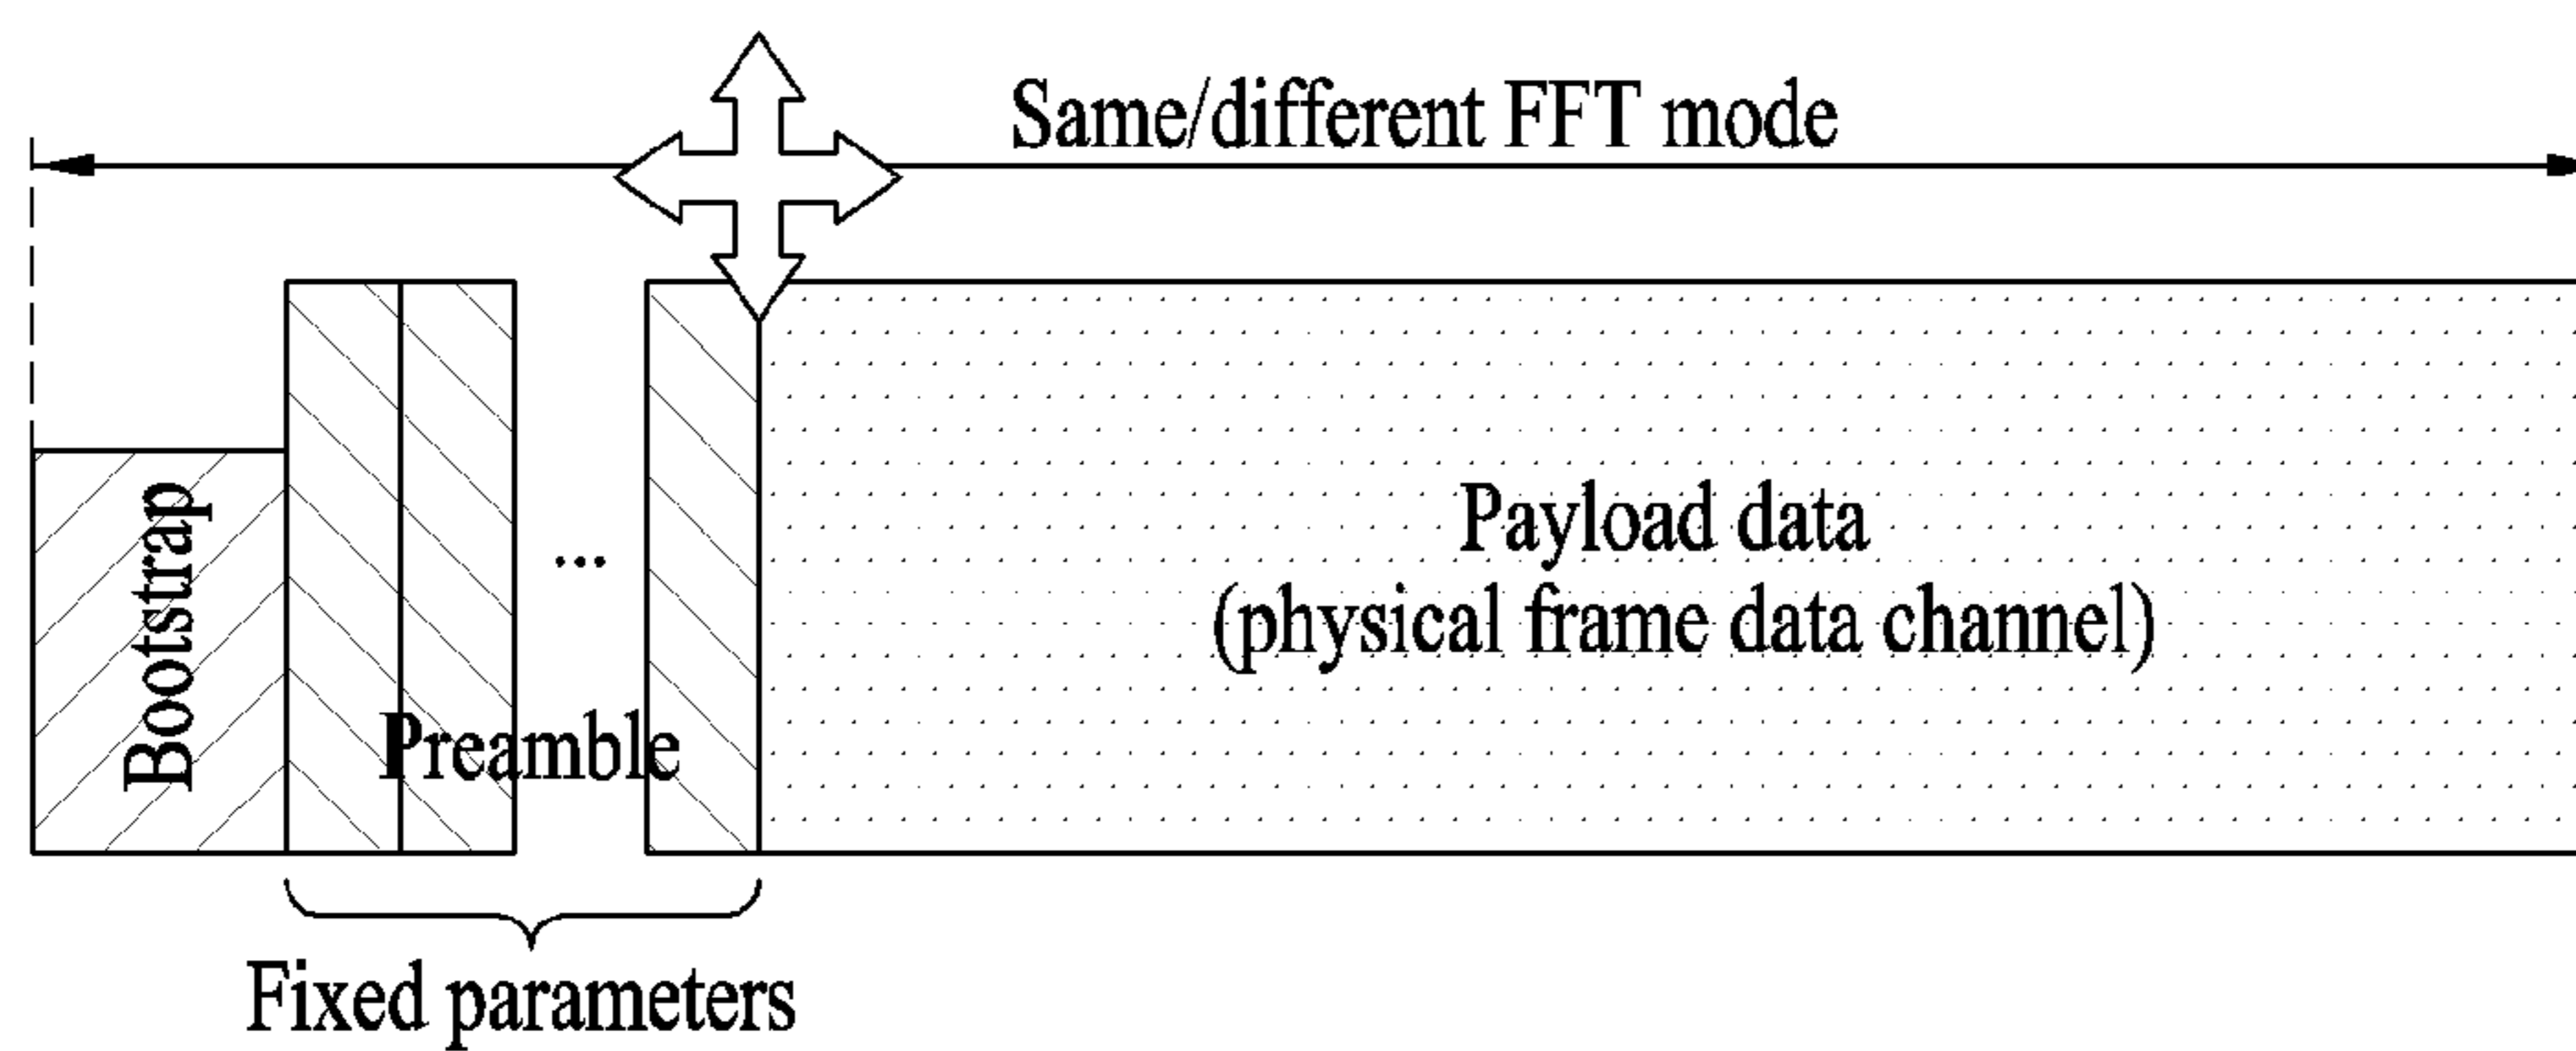 Same/different FFT mode
Bootstrap
...
Preamble
Payload data
(physical frame data channel)
Fixed parameters